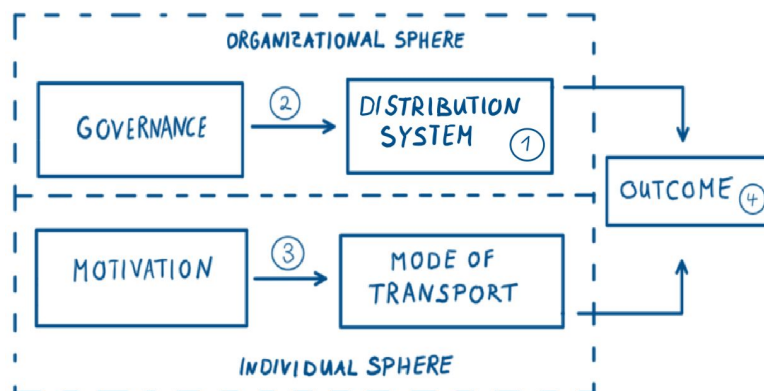 ORGANIZATIONAL SPHERE
GOVERNANCE
2
DISTRIBUTION
SYSTEM
1
OUTCOME 4
MOTIVATION
3
MODE OF
TRANSPORT
INDIVIDUAL SPHERE